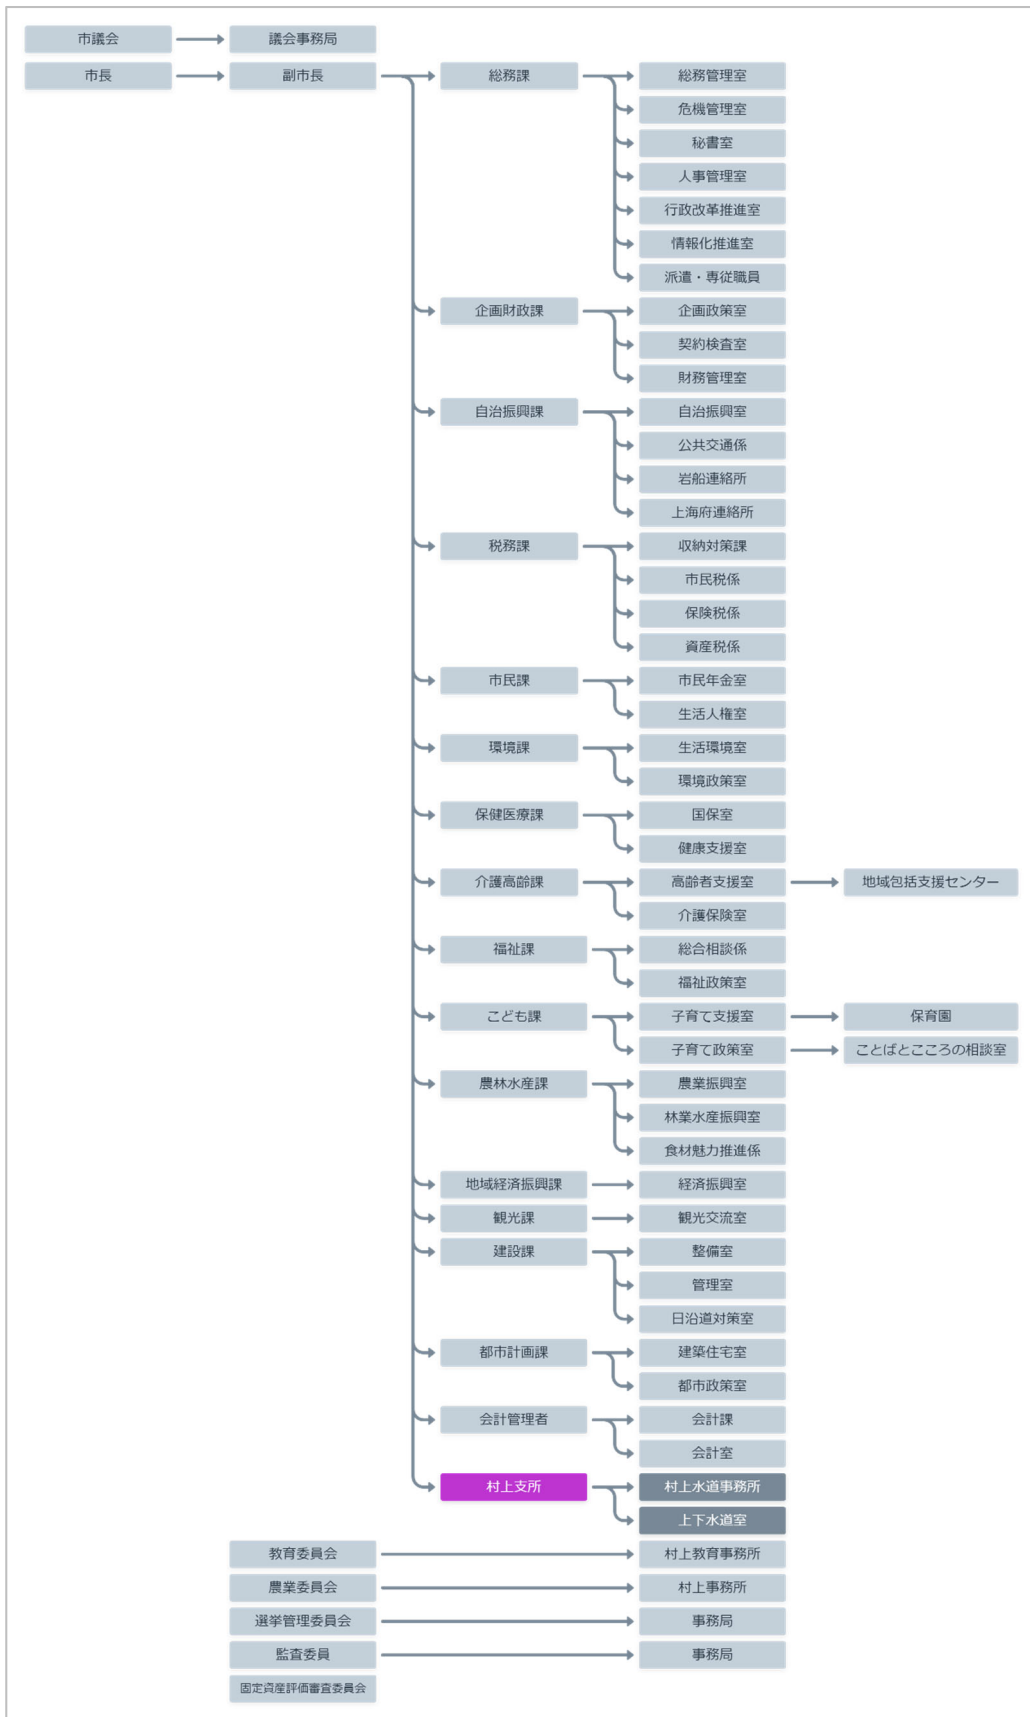 市議会
議会事務局
市長
副市長
総務課
総務管理室
危機管理室
秘書室
人事管理室
行政改革推進室
情報化推進室
派遣・専従職員
企画財政課
企画政策室
契約検査室
財務管理室
自治振興課
自治振興室
公共交通係
岩船連絡所
上海府連絡所
税務課
収納対策課
市民税係
保険税係
資産税係
市民課
市民年金室
生活人権室
環境課
生活環境室
環境政策室
保健医療課
国保室
健康支援室
介護高齢課
高齢者支援室
地域包括支援センター
介護保険室
福祉課
総合相談係
福祉政策室
こども課
子育て支援室
保育園
子育て政策室
ことばとこころの相談室
農林水産課
農業振興室
林業水産振興室
食材魅力推進係
地域経済振興課
経済振興室
観光課
観光交流室
建設課
整備室
管理室
日沿道対策室
都市計画課
建築住宅室
都市政策室
会計管理者
会計課
会計室
村上支所
村上水道事務所
上下水道室
教育委員会
村上教育事務所
農業委員会
村上事務所
選挙管理委員会
事務局
監査委員
事務局
固定資産評価審査委員会